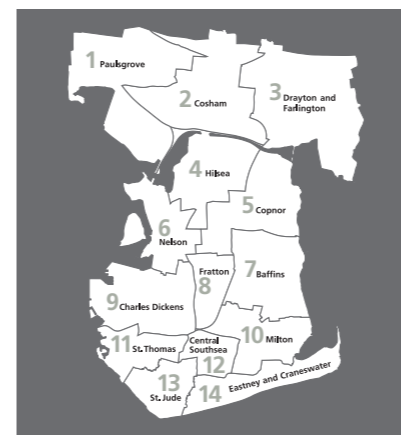 1 Paulsgrove
2 Cosham
3 Drayton and
Farlington
4 Hilsea
5 Copnor
6
Nelson
7
Baffins
Fratton
8
9 Charles Dickens
10 Milton
11 St. Thomas
Central
Southsea
12
13
St. Jude
14 Eastney and Craneswater